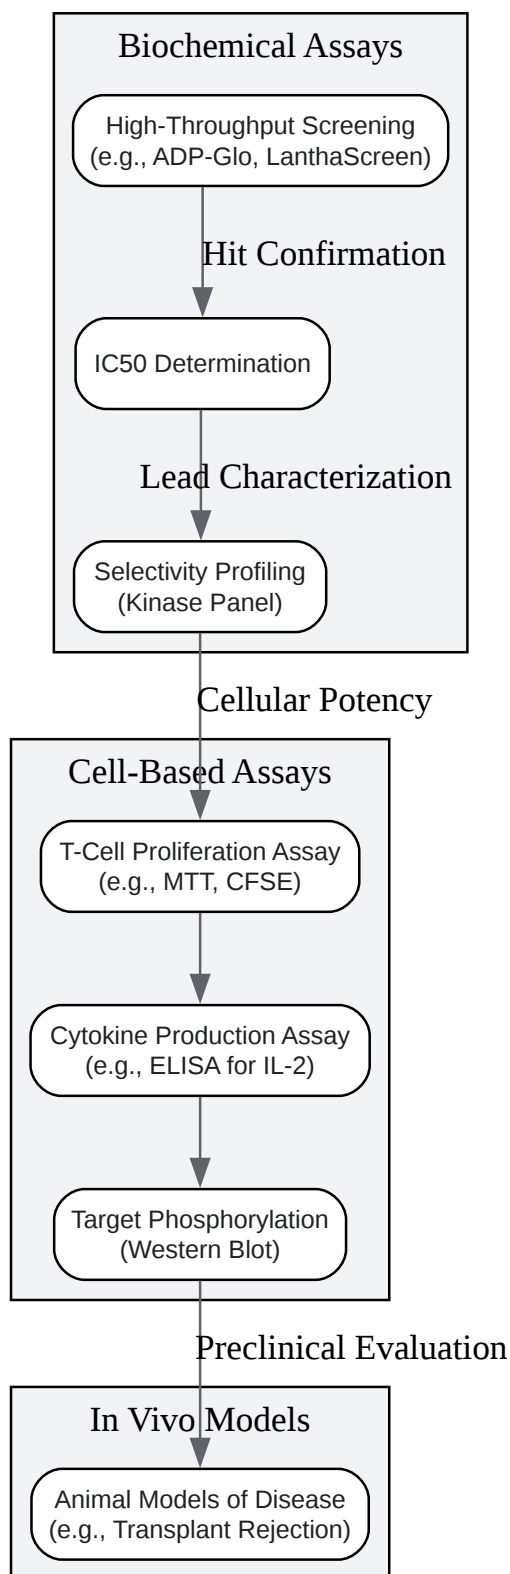 Biochemical Assays
High-Throughput Screening
(e.g., ADP-Glo, LanthaScreen)
Hit Confirmation
IC50 Determination
Lead Characterization
Selectivity Profiling
(Kinase Panel)
Cellular Potency
Cell-Based Assays
T-Cell Proliferation Assay
(e.g., MTT, CFSE)
Cytokine Production Assay
(e.g., ELISA for IL-2)
Target Phosphorylation
(Western Blot)
Preclinical Evaluation
In Vivo Models
Animal Models of Disease
(e.g., Transplant Rejection)